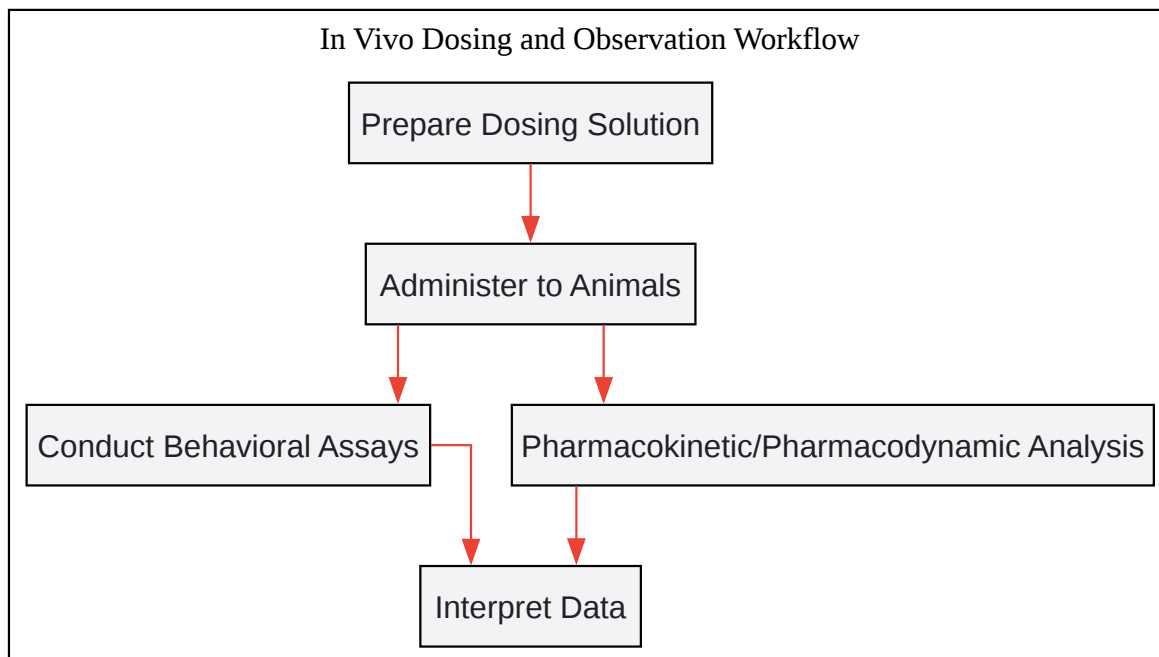 In Vivo Dosing and Observation Workflow
Prepare Dosing Solution
Administer to Animals
Conduct Behavioral Assays
Pharmacokinetic/Pharmacodynamic Analysis
Interpret Data